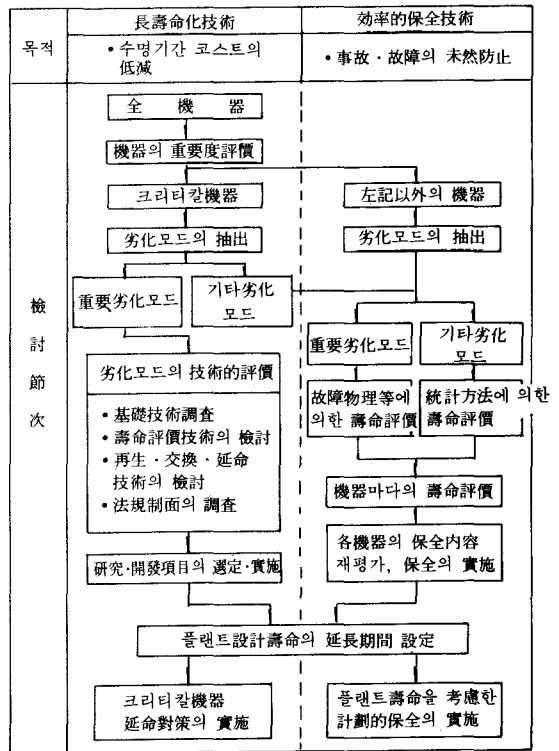 長壽命化技術
効率的保全技術
목적
• 수명기간 코스트의
低減
• 事故・故障의 未然防止
檢討節次
全 機 器
機器의 重要度評價
크리티칼機器
左記以外의 機器
劣化모드의 抽出
劣化모드의 抽出
重要劣化모드
기타劣化
모드
重要劣化모드
기타劣化
모드
劣化모드의 技術的評價
• 基礎技術調査
• 壽命評價技術의 檢討
• 再生・交換・延命
技術의 檢討
• 法規制面의 調査
故障物理等에
의한 壽命評價
統計方法에 의한
壽命評價
機器마다의 壽命評價
研究・開發項目의 選定・實施
各機器의 保全內容
재평가, 保全의 實施
플랜트設計壽命의 延長期間 設定
크리티칼機器
延命對策의 實施
플랜트壽命을 考慮한
計劃的保全의 實施